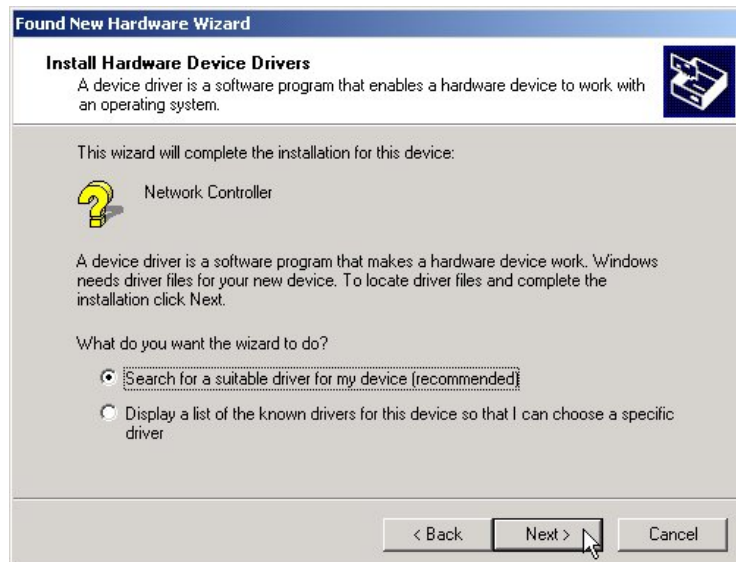 Found New Hardware Wizard
Install Hardware Device Drivers
A device driver is a software program that enables a hardware device to work with
an operating system.
This wizard will complete the installation for this device:
Network Controller
A device driver is a software program that makes a hardware device work. Windows
needs driver files for your new device. To locate driver files and complete the
installation click Next.
What do you want the wizard to do?
Search for a suitable driver for my device (recommended)
Display a list of the known drivers for this device so that I can choose a specific
driver
< Back Next > Cancel